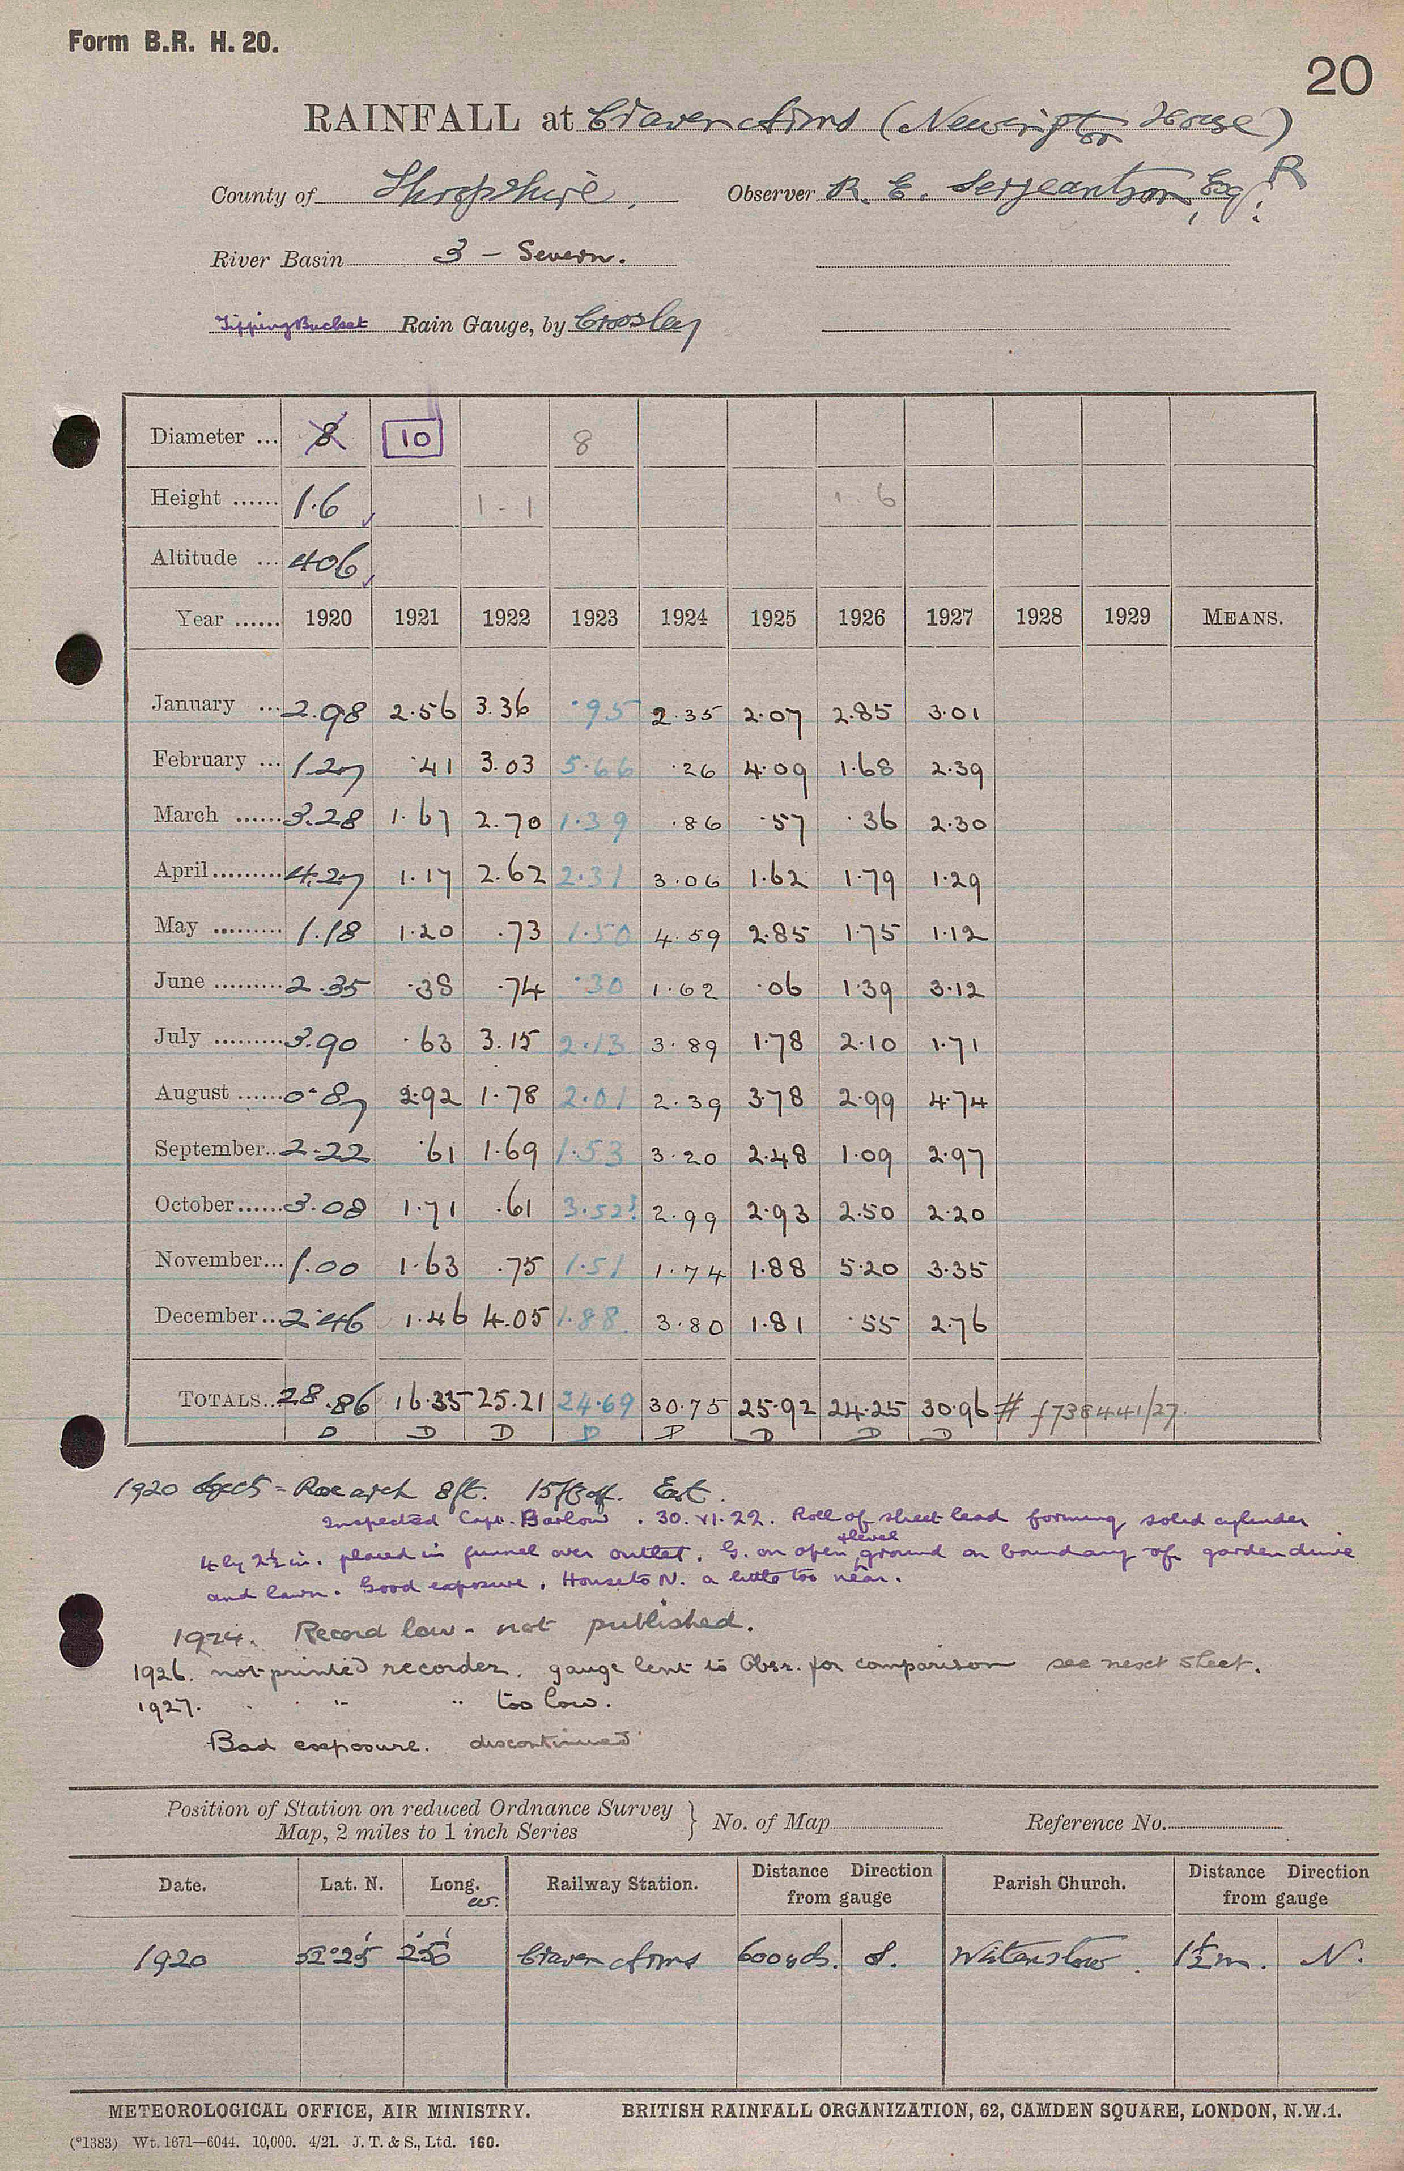 Form B.R. H. 20.
20
RAINFALL at Craven Arms (Newington House)
County of Shropshire. Observer R. E. Serjeantson, Esq. R
River Basin 3 - Severn.
Tipping Bucket Rain Gauge, by Crosley
Diameter ... 8 10 8
Height ...... 1.6 1 - 1 1 6
Altitude ... 406
Year ...... 1920 1921 1922 1923 1924 1925 1926 1927 1928 1929 MEANS.
January ... 2.98 2.56 3.36 .95 2.35 2.07 2.85 3.01
February ... 1.27 .41 3.03 5.66 .26 4.09 1.68 2.39
March ...... 3.28 1.67 2.70 1.39 .86 .57 .36 2.30
April ......... 4.27 1.17 2.62 2.31 3.06 1.62 1.79 1.29
May ......... 1.18 1.20 .73 1.50 4.59 2.85 1.75 1.12
June ......... 2.35 .38 .74 .30 1.62 .06 1.39 3.12
July ......... 3.90 .63 3.15 2.13 3.89 1.78 2.10 1.71
August ...... 0.87 2.92 1.78 2.01 2.39 3.78 2.99 4.74
September.. 2.22 .61 1.69 1.53 3.20 2.48 1.09 2.97
October...... 3.08 1.71 .61 3.52? 2.99 2.93 2.50 2.20
November... 1.00 1.63 .75 1.51 1.74 1.88 5.20 3.35
December.. 2.46 1.46 4.05 1.88 3.80 1.81 .55 2.76
TOTALS.. 28.86 16.35 25.21 24.69 30.75 25.92 24.25 30.96 # f738441/27.
D D D D D D D D
1920 Objects = Rose arch 8ft. 15ft off. East.
Inspected Capt. Barlow. 30.VI.22. Roll of sheet lead forming solid cylinder
4 by 2½ in. placed in funnel over outlet. G. on open & level ground on boundary of garden drive
and lawn. Good exposure. House to N. a little too near.
1924. Record low - not published.
1926. not printed recorder. gauge lent to Obsr. for comparison see next sheet.
1927. " " " too low.
Bad exposure. discontinued
Position of Station on reduced Ordnance Survey Map, 2 miles to 1 inch Series } No. of Map Reference No.
Date. Lat. N. Long. w. Railway Station. Distance Direction from gauge Parish Church. Distance Direction from gauge
1920 52°25' 2°50' Craven Arms 600yds. S. 1½m. N.
METEOROLOGICAL OFFICE, AIR MINISTRY. BRITISH RAINFALL ORGANIZATION, 62, CAMDEN SQUARE, LONDON, N.W.1.
(*1383) Wt. 1671—6044. 10,000. 4/21. J. T. & S., Ltd. 160.